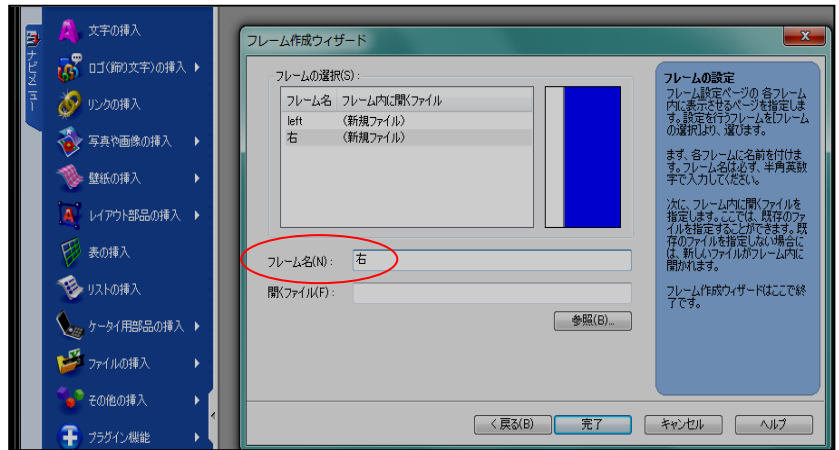 ナビメニュー
文字の挿入
ロゴ(飾り文字)の挿入
リンクの挿入
写真や画像の挿入
壁紙の挿入
レイアウト部品の挿入
表の挿入
リストの挿入
ケータイ用部品の挿入
ファイルの挿入
その他の挿入
プラグイン機能
フレーム作成ウィザード
フレームの選択(S):
フレーム名 フレーム内に開くファイル
left (新規ファイル)
右 (新規ファイル)
フレーム名(N): 右
開くファイル(F):
参照(B)...
フレームの設定
フレーム設定ページの 各フレーム
内に表示させるページを指定しま
す。設定を行うフレームを[フレーム
の選択]より、選びます。
まず、各フレームに名前を付けま
す。フレーム名は必ず、半角英数
字で入力してください。
次に、フレーム内に開くファイルを
指定します。ここでは、既存のファ
イルを指定することができます。既
存のファイルを指定しない場合に
は、新しいファイルがフレーム内に
開かれます。
フレーム作成ウィザードはここで終
了です。
< 戻る(B) 完了 キャンセル ヘルプ